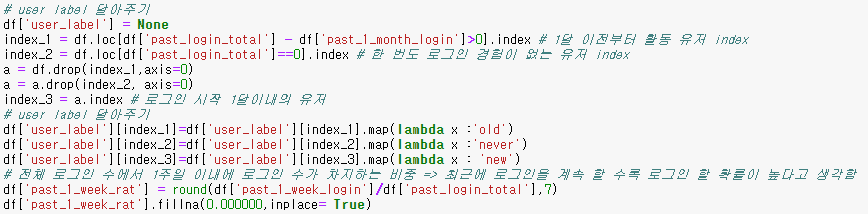 # user label 달아주기
df['user_label'] = None
index_1 = df.loc[df['past_login_total'] - df['past_1_month_login']>0].index # 1달 이전부터 활동 유저 index
index_2 = df.loc[df['past_login_total']==0].index # 한 번도 로그인 경험이 없는 유저 index
a = df.drop(index_1,axis=0)
a = a.drop(index_2, axis=0)
index_3 = a.index # 로그인 시작 1달이내의 유저
# user label 달아주기
df['user_label'][index_1]=df['user_label'][index_1].map(lambda x :'old')
df['user_label'][index_2]=df['user_label'][index_2].map(lambda x :'never')
df['user_label'][index_3]=df['user_label'][index_3].map(lambda x : 'new')
# 전체 로그인 수에서 1주일 이내에 로그인 수가 차지하는 비중 => 최근에 로그인을 계속 할 수록 로그인 할 확률이 높다고 생각함
df['past_1_week_rat'] = round(df['past_1_week_login']/df['past_login_total'],7)
df['past_1_week_rat'].fillna(0.000000,inplace= True)